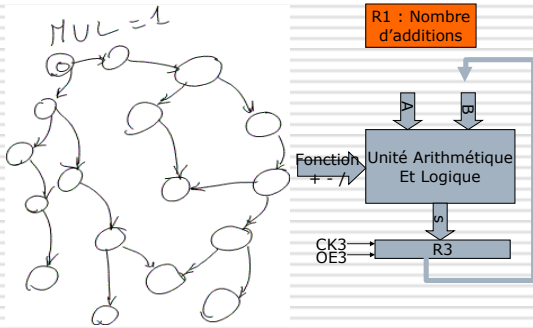 MUL = 1
R1 : Nombre
d'additions
A
B
Fonction
+ - /
Unité Arithmétique
Et Logique
s
CK3
OE3
R3